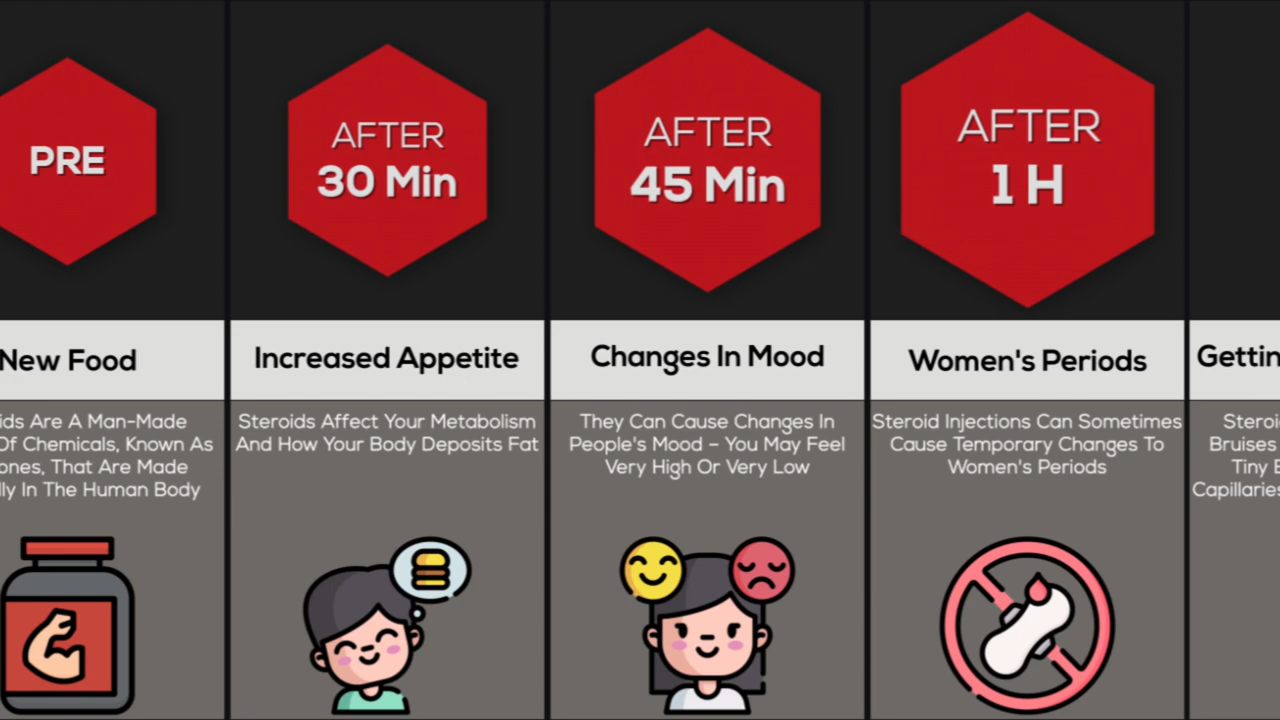 PRE
New Food
ids Are A Man-Made
Of Chemicals, Known As
ones, That Are Made
lly In The Human Body
AFTER
30 Min
Increased Appetite
Steroids Affect Your Metabolism
And How Your Body Deposits Fat
AFTER
45 Min
Changes In Mood
They Can Cause Changes In
People's Mood – You May Feel
Very High Or Very Low
AFTER
1 H
Women's Periods
Steroid Injections Can Sometimes
Cause Temporary Changes To
Women's Periods
Gettin
Steroi
Bruises
Tiny B
Capillaries